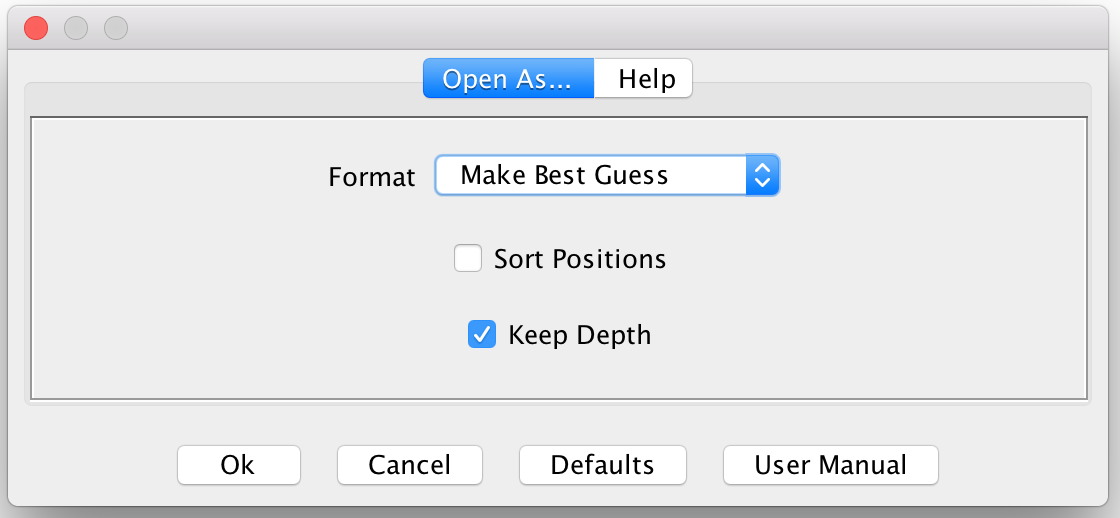 Open As... Help
Format Make Best Guess
Sort Positions
Keep Depth
Ok Cancel Defaults User Manual